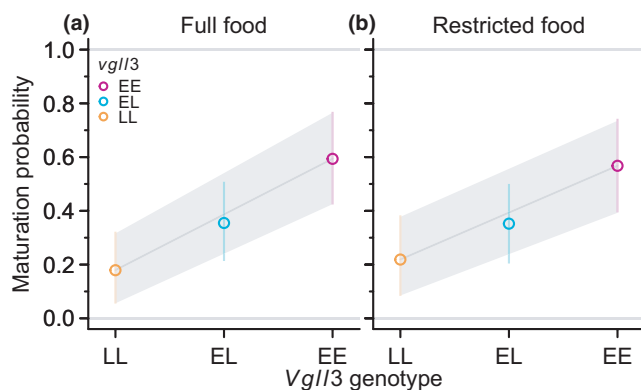 (a) Full food
(b) Restricted food
Maturation probability
1.0
0.8
0.6
0.4
0.2
0.0
vgll3
EE
EL
LL
LL EL EE
LL EL EE
Vgll3 genotype